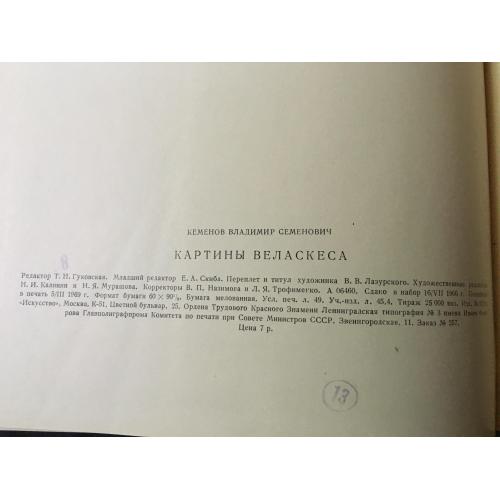 КЕМЕНОВ ВЛАДИМИР СЕМЕНОВИЧ
КАРТИНЫ ВЕЛАСКЕСА
8
Редактор Т. Н. Гуковская. Младший редактор Е. А. Скиба. Переплет и титул художника В. В. Лазурского. Художественные
Н. И. Калинин и Н. Я. Мурашова. Корректоры В. П. Назимова и Л. Я. Трофименко. А 06460. Сдано в набор 16/VII 1966 г.
в печать 5/III 1969 г. Формат бумаги 60×90¹/₈. Бумага мелованная. Усл. печ. л. 49. Уч.-изд. л. 45,4. Тираж 25 000 экз.
«Искусство», Москва, К-51, Цветной бульвар, 25. Ордена Трудового Красного Знамени Ленинградская типография № 3 имени Ивана
рова Главполиграфпрома Комитета по печати при Совете Министров СССР, Звенигородская, 11. Заказ № 257.
Цена 7 р.
13